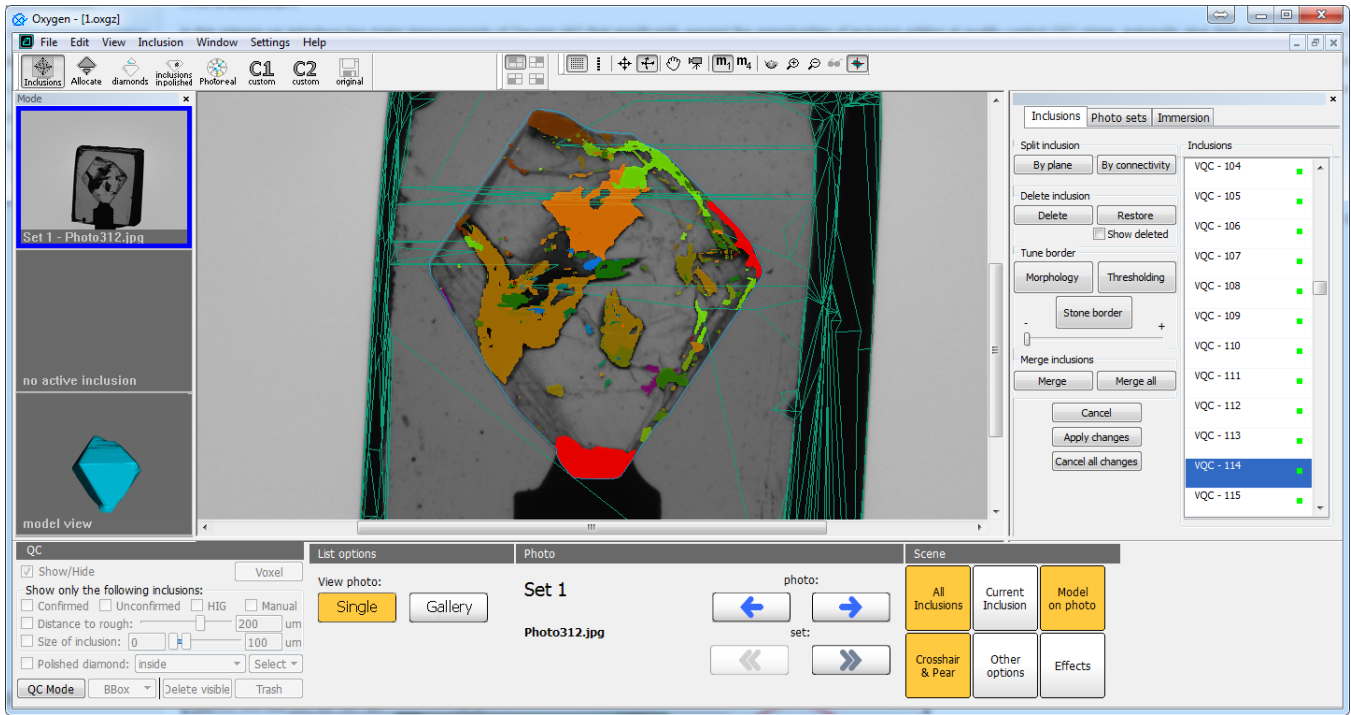 Oxygen - [1.oxgz]
File Edit View Inclusion Window Settings Help
Inclusions Allocate diamonds inclusions inpolished Photoreal C1 custom C2 custom original
m1 m4
Mode
Set 1 - Photo312.jpg
no active inclusion
model view
Inclusions Photo sets Immersion
Split inclusion
By plane By connectivity
Delete inclusion
Delete Restore
Show deleted
Tune border
Morphology Thresholding
Stone border
- +
Merge inclusions
Merge Merge all
Cancel
Apply changes
Cancel all changes
Inclusions
VQC - 104
VQC - 105
VQC - 106
VQC - 107
VQC - 108
VQC - 109
VQC - 110
VQC - 111
VQC - 112
VQC - 113
VQC - 114
VQC - 115
QC
Show/Hide Voxel
Show only the following inclusions:
Confirmed Unconfirmed HIG Manual
Distance to rough: 200 um
Size of inclusion: 0 100 um
Polished diamond: inside Select
QC Mode BBox Delete visible Trash
List options
View photo:
Single Gallery
Photo
Set 1
Photo312.jpg
photo:
set:
Scene
All Inclusions
Current Inclusion
Model on photo
Crosshair & Pear
Other options
Effects